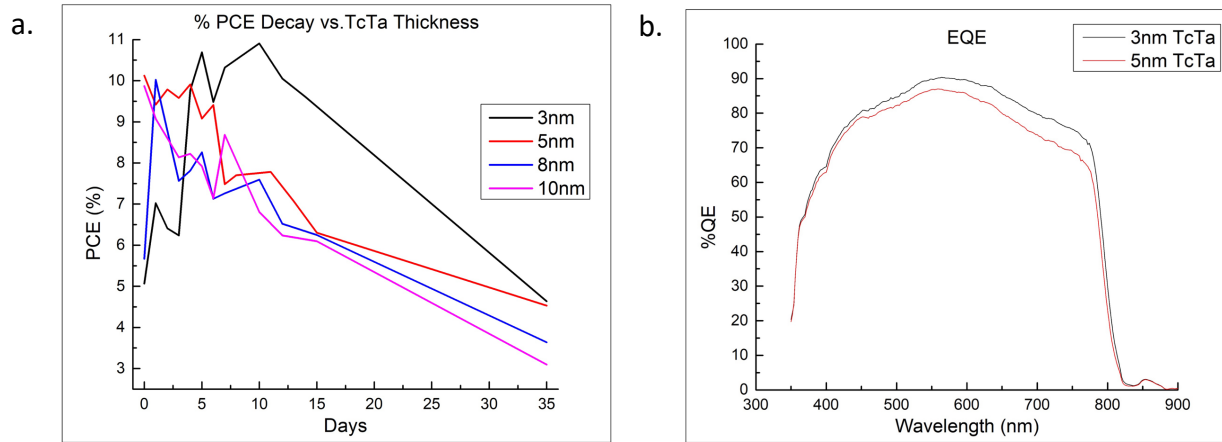 a.
% PCE Decay vs.TcTa Thickness
11
10
9
8
7
6
5
4
3
PCE (%)
3nm
5nm
8nm
10nm
0 5 10 15 20 25 30 35
Days
b.
EQE
3nm TcTa
5nm TcTa
100
90
80
70
60
50
40
30
20
10
0
%QE
300 400 500 600 700 800 900
Wavelength (nm)